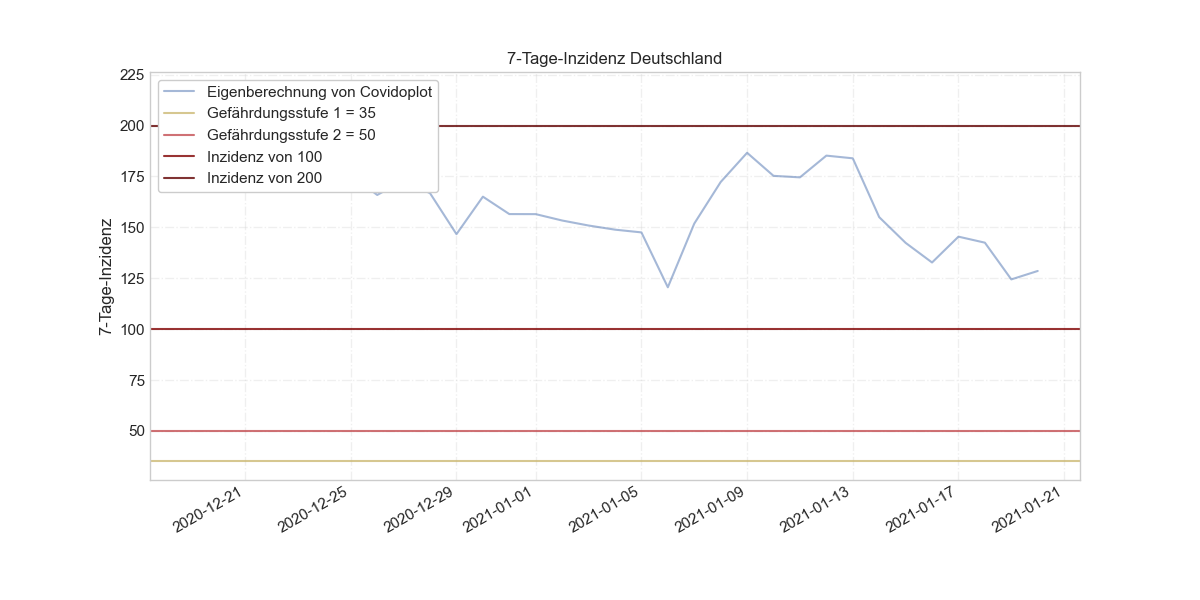 7-Tage-Inzidenz Deutschland
225
200
175
150
125
100
75
50
7-Tage-Inzidenz
Eigenberechnung von Covidoplot
Gefährdungsstufe 1 = 35
Gefährdungsstufe 2 = 50
Inzidenz von 100
Inzidenz von 200
2020-12-21
2020-12-25
2020-12-29
2021-01-01
2021-01-05
2021-01-09
2021-01-13
2021-01-17
2021-01-21